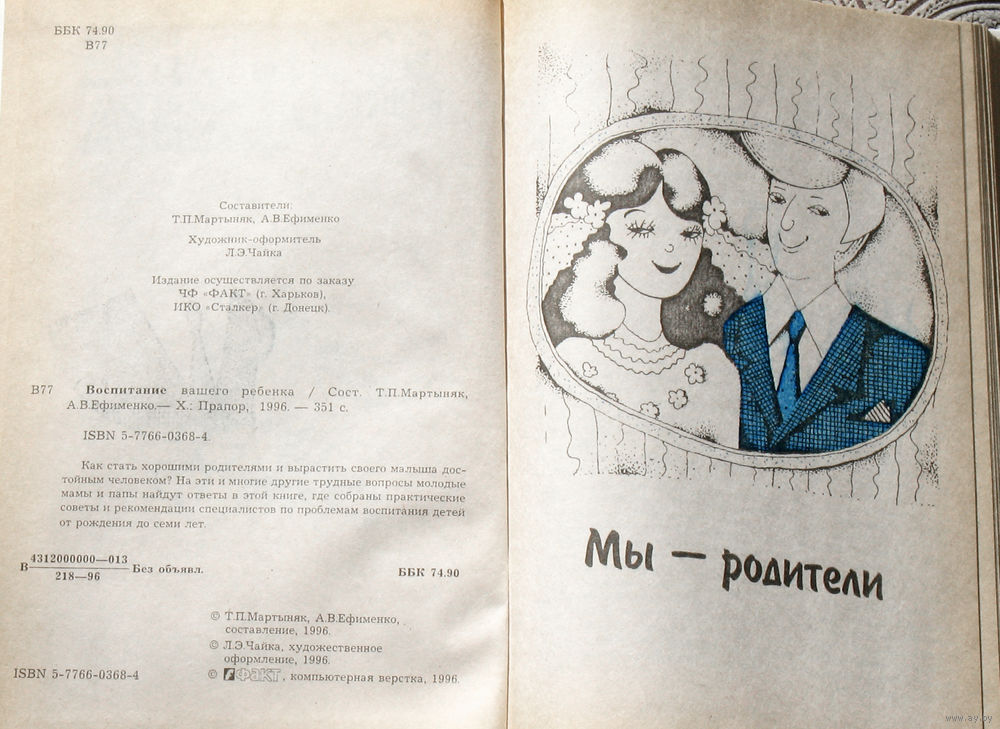 ББК 74.90
В77
Составители:
Т.П.Мартыняк, А.В.Ефименко
Художник-оформитель
Л.Э.Чайка
Издание осуществляется по заказу
ЧФ «ФАКТ» (г. Харьков),
ИКО «Сталкер» (г. Донецк).
В77 Воспитание вашего ребенка / Сост. Т.П.Мартыняк,
А.В.Ефименко.— Х.: Прапор, 1996. — 351 с.
ISBN 5-7766-0368-4.
Как стать хорошими родителями и вырастить своего малыша дос-
тойным человеком? На эти и многие другие трудные вопросы молодые
мамы и папы найдут ответы в этой книге, где собраны практические
советы и рекомендации специалистов по проблемам воспитания детей
от рождения до семи лет.
В 4312000000—013
218—96 Без объявл.
ББК 74.90
© Т.П.Мартыняк, А.В.Ефименко,
составление, 1996.
© Л.Э.Чайка, художественное
оформление, 1996.
ISBN 5-7766-0368-4
© ФАКТ, компьютерная верстка, 1996.
Мы — родители
www.ay.by